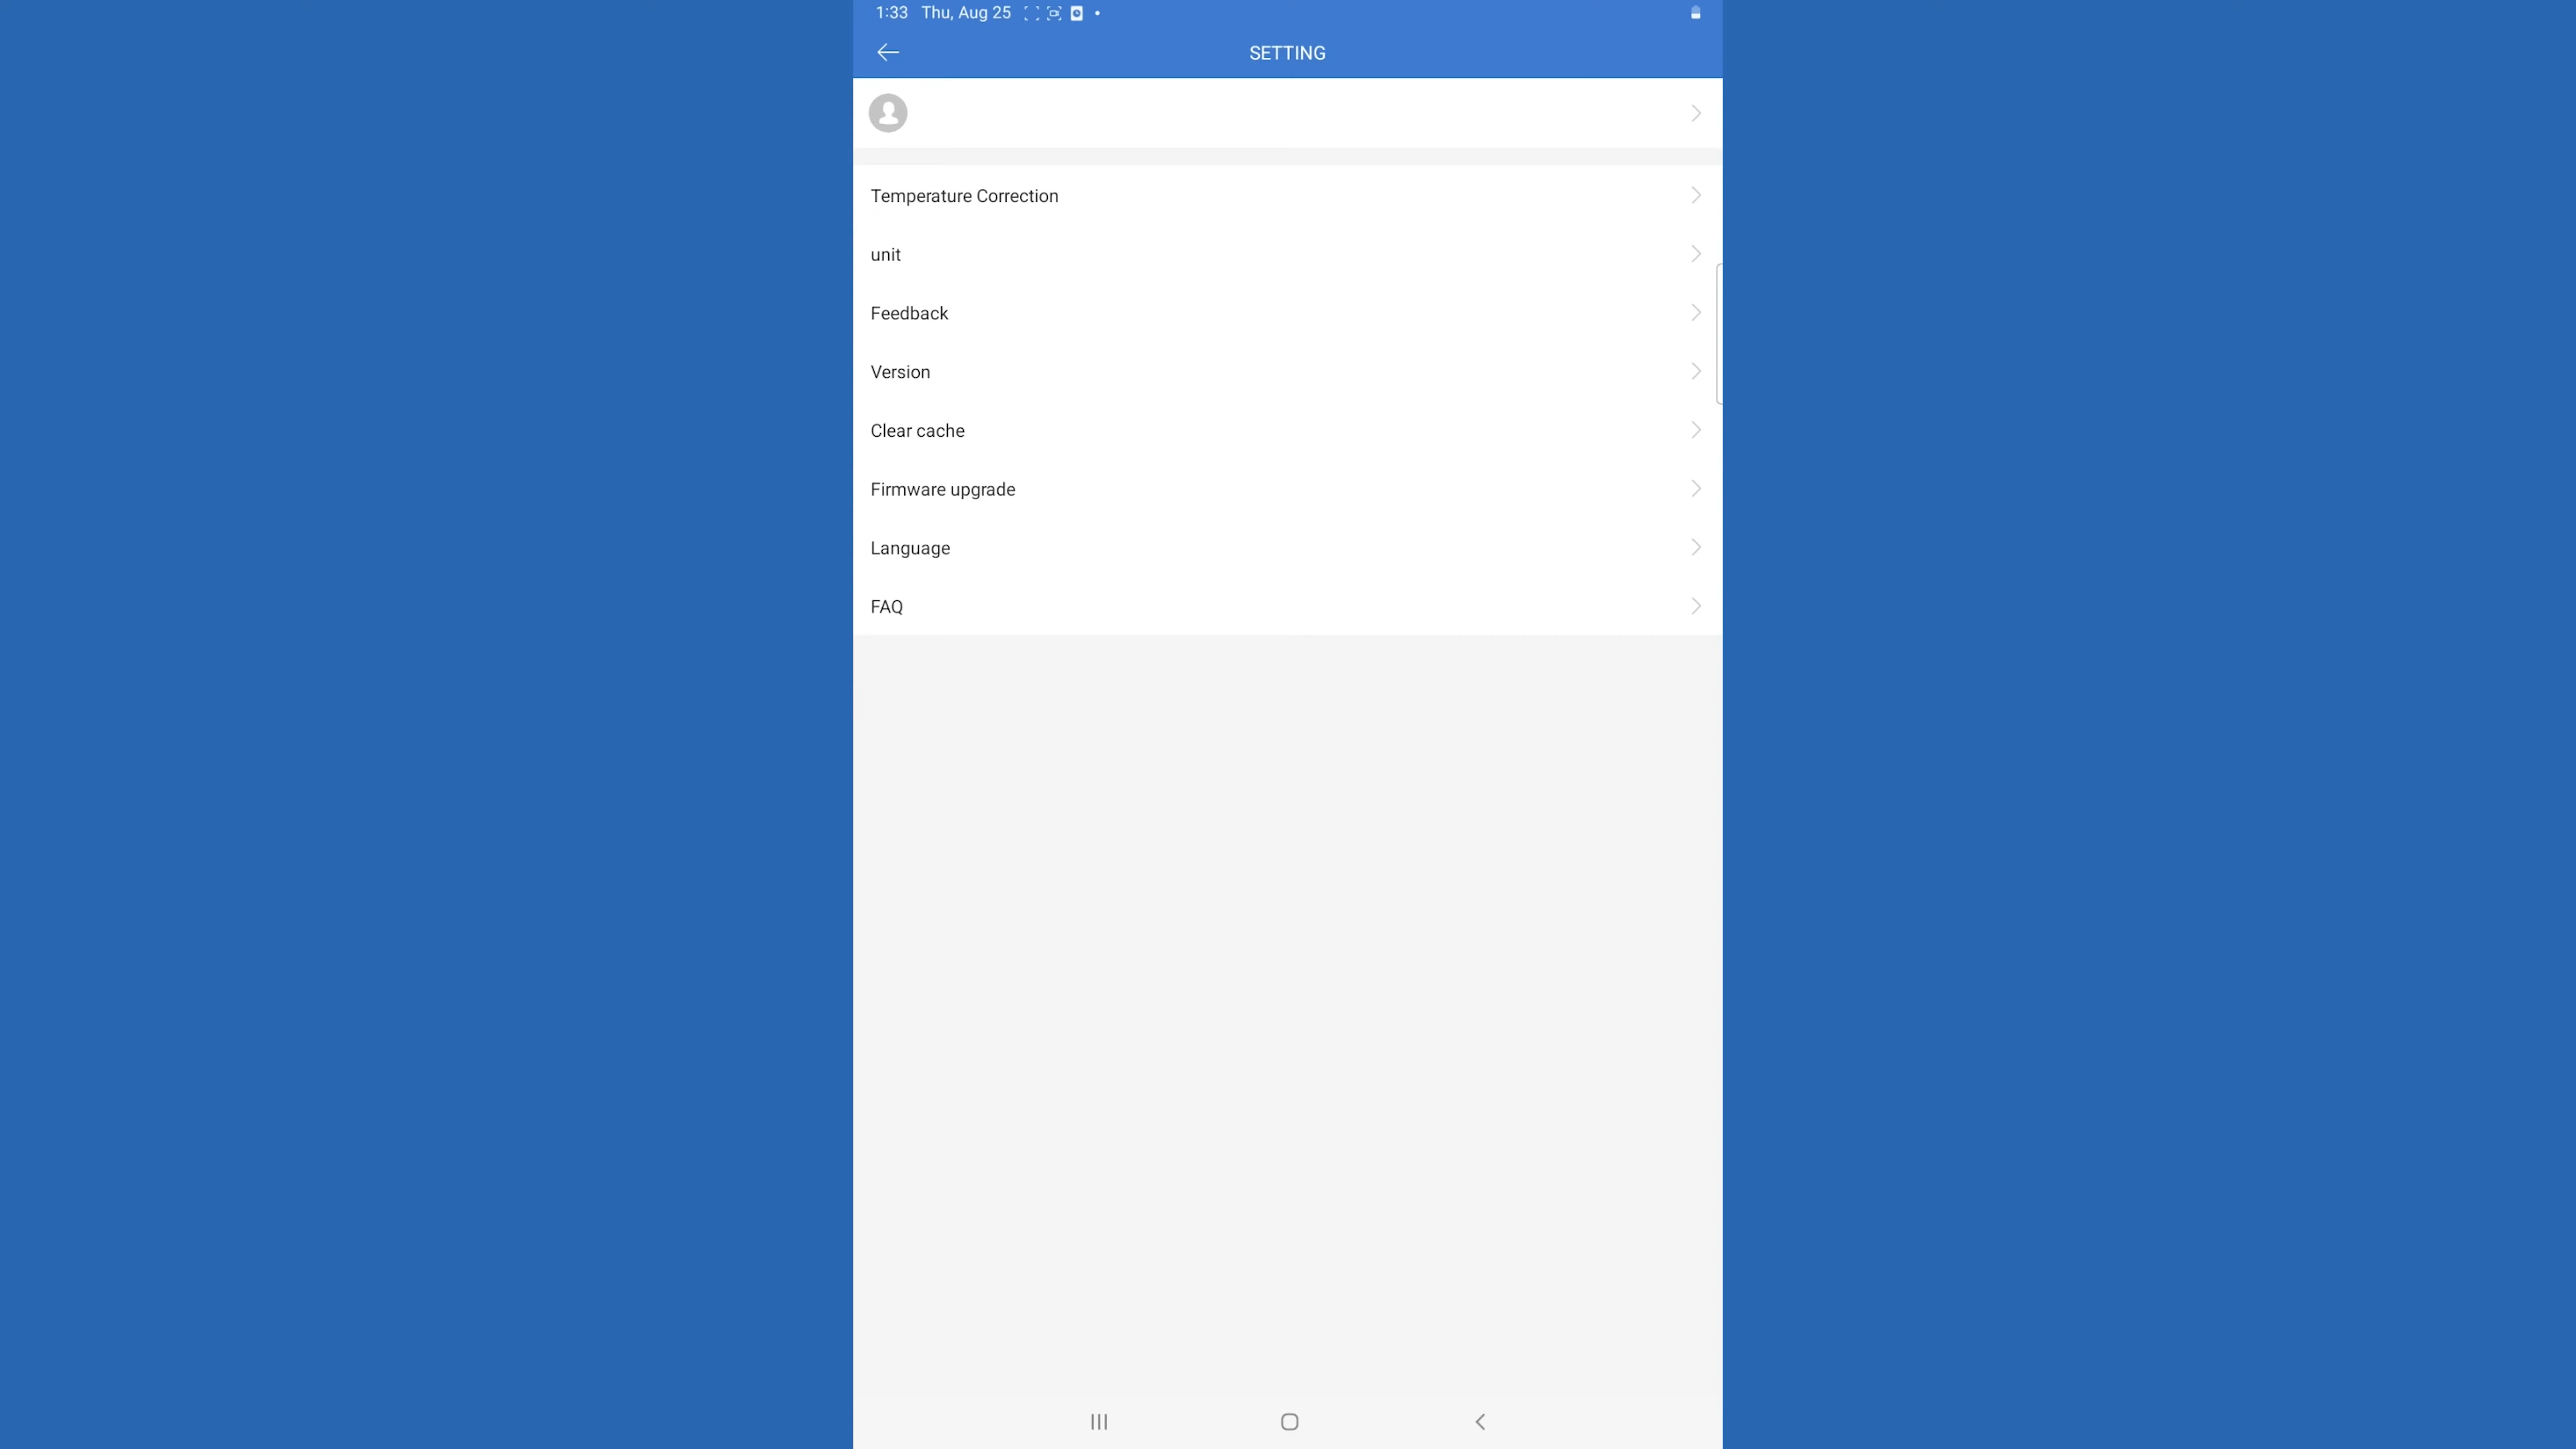 1:33 Thu, Aug 25
SETTING
Temperature Correction
unit
Feedback
Version
Clear cache
Firmware upgrade
Language
FAQ